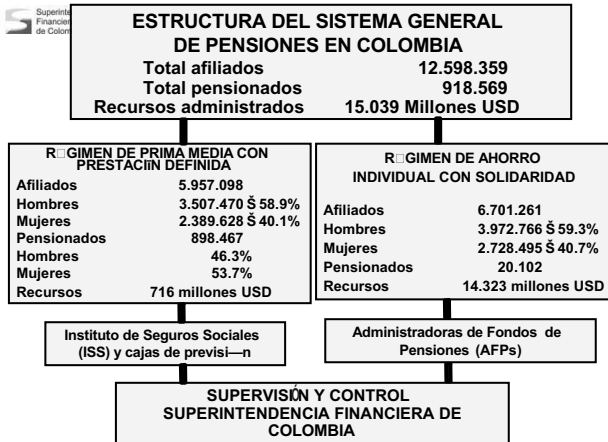 Superinte
Financier
de Colom
ESTRUCTURA DEL SISTEMA GENERAL
DE PENSIONES EN COLOMBIA
Total afiliados 12.598.359
Total pensionados 918.569
Recursos administrados 15.039 Millones USD
R□GIMEN DE PRIMA MEDIA CON
PRESTACIîN DEFINIDA
Afiliados 5.957.098
Hombres 3.507.470 Š 58.9%
Mujeres 2.389.628 Š 40.1%
Pensionados 898.467
Hombres 46.3%
Mujeres 53.7%
Recursos 716 millones USD
R□GIMEN DE AHORRO
INDIVIDUAL CON SOLIDARIDAD
Afiliados 6.701.261
Hombres 3.972.766 Š 59.3%
Mujeres 2.728.495 Š 40.7%
Pensionados 20.102
Recursos 14.323 millones USD
Instituto de Seguros Sociales
(ISS) y cajas de previsi—n
Administradoras de Fondos de
Pensiones (AFPs)
SUPERVISIÓN Y CONTROL
SUPERINTENDENCIA FINANCIERA DE
COLOMBIA